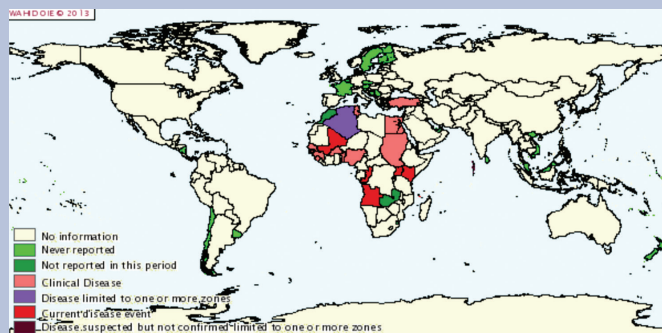 WAHID OIE © 2013
No information
Never reported
Not reported in this period
Clinical Disease
Disease limited to one or more zones
Current disease event
Disease suspected but not confirmed limited to one or more zones